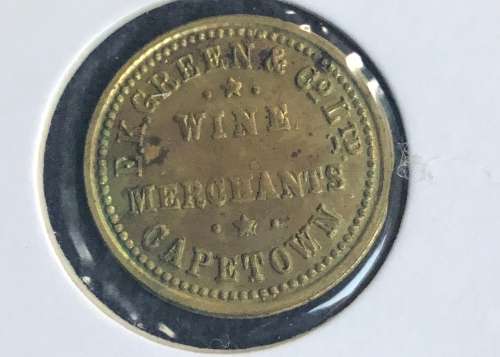 E.K. GREEN & CO. LTD.
WINE
MERCHANTS
CAPETOWN